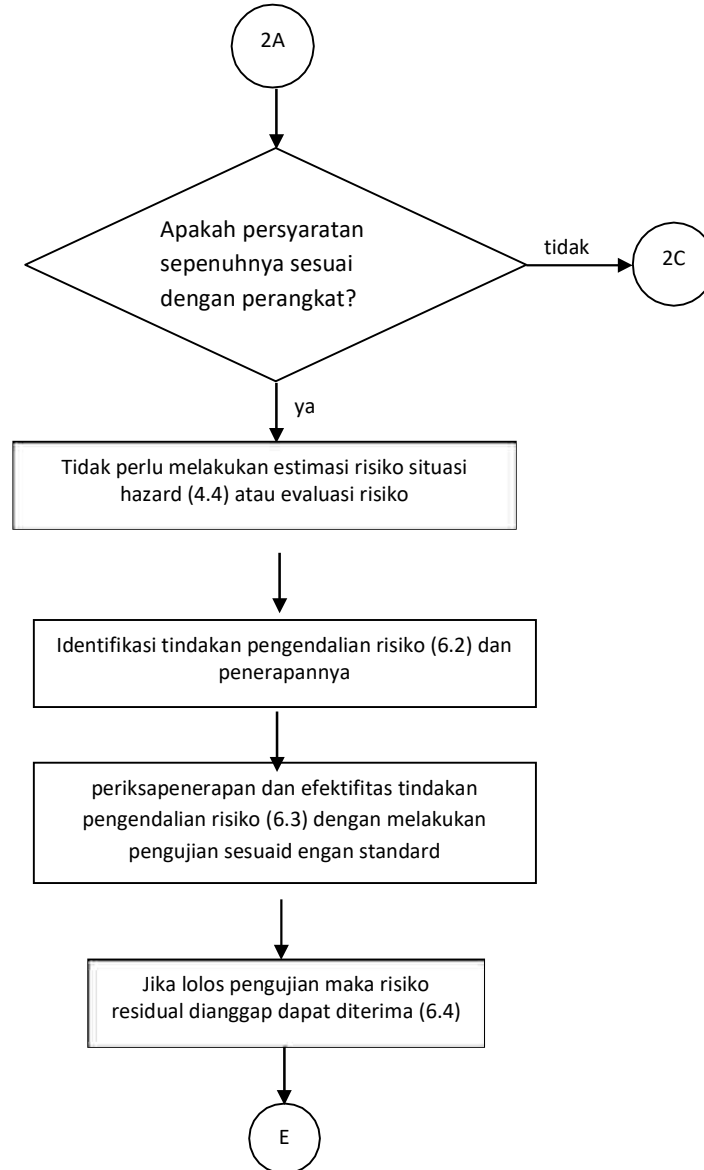 2A
Apakah persyaratan
sepenuhnya sesuai
dengan perangkat?
tidak
2C
ya
Tidak perlu melakukan estimasi risiko situasi
hazard (4.4) atau evaluasi risiko
Identifikasi tindakan pengendalian risiko (6.2) dan
penerapannya
periksapenerapan dan efektifitas tindakan
pengendalian risiko (6.3) dengan melakukan
pengujian sesuaid engan standard
Jika lolos pengujian maka risiko
residual dianggap dapat diterima (6.4)
E